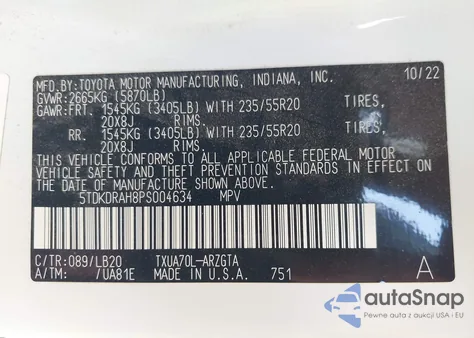 MFD.BY:TOYOTA MOTOR MANUFACTURING, INDIANA, INC. 10/22
GVWR:2665KG (5870LB)
GAWR:FRT. 1545KG (3405LB) WITH 235/55R20 TIRES,
20X8J RIMS.
RR. 1545KG (3405LB) WITH 235/55R20 TIRES,
20X8J RIMS.
THIS VEHICLE CONFORMS TO ALL APPLICABLE FEDERAL MOTOR
VEHICLE SAFETY AND THEFT PREVENTION STANDARDS IN EFFECT ON
THE DATE OF MANUFACTURE SHOWN ABOVE.
5TDKDRAH8PS004634 MPV
C/TR:089/LB20 TXUA70L-ARZGTA
A/TM: /UA81E MADE IN U.S.A. 751 A
autoSnap
Pewne auta z aukcji USA i EU